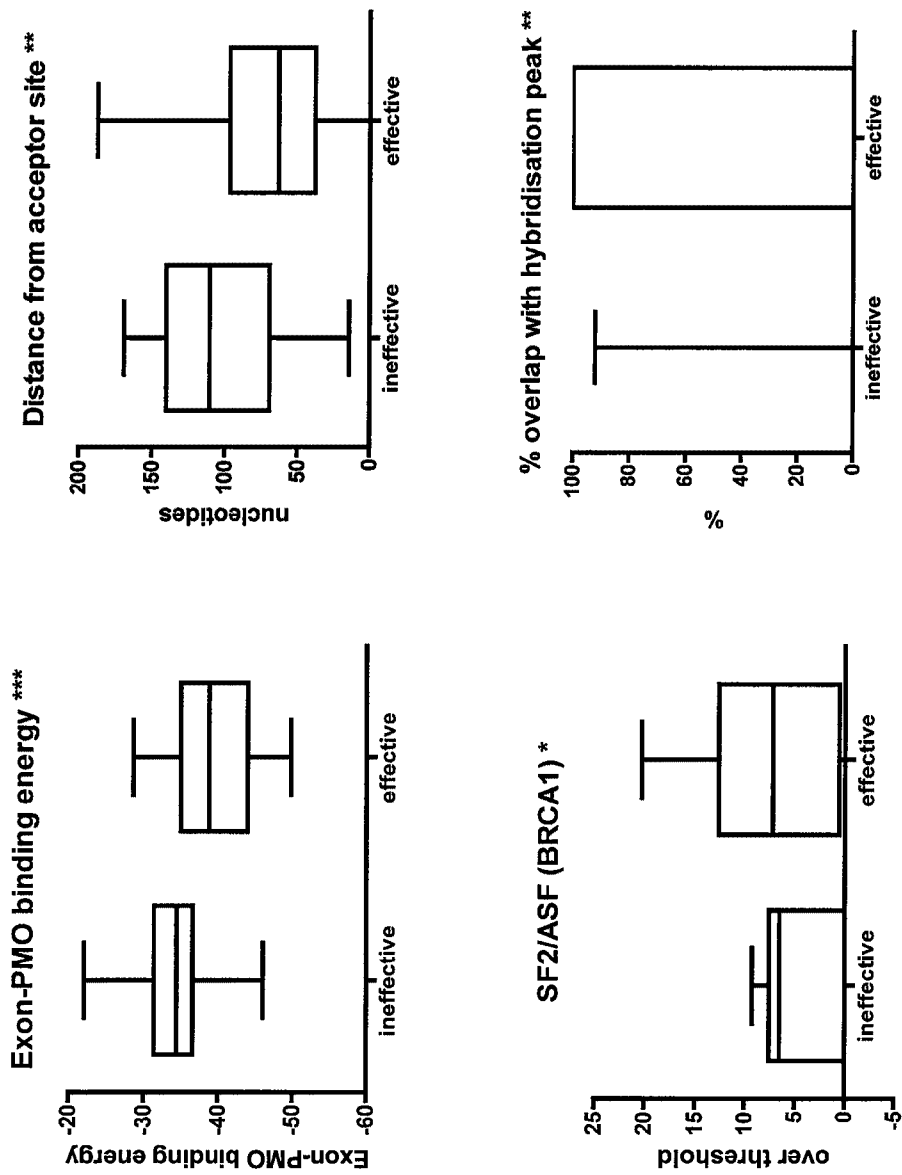 Exon-PMO binding energy ***
Exon-PMO binding energy
-20
-30
-40
-50
-60
ineffective
effective
Distance from acceptor site **
nucleotides
200
150
100
50
0
ineffective
effective
SF2/ASF (BRCA1) *
over threshold
25
20
15
10
5
0
-5
ineffective
effective
% overlap with hybridisation peak **
%
100
80
60
40
20
0
ineffective
effective